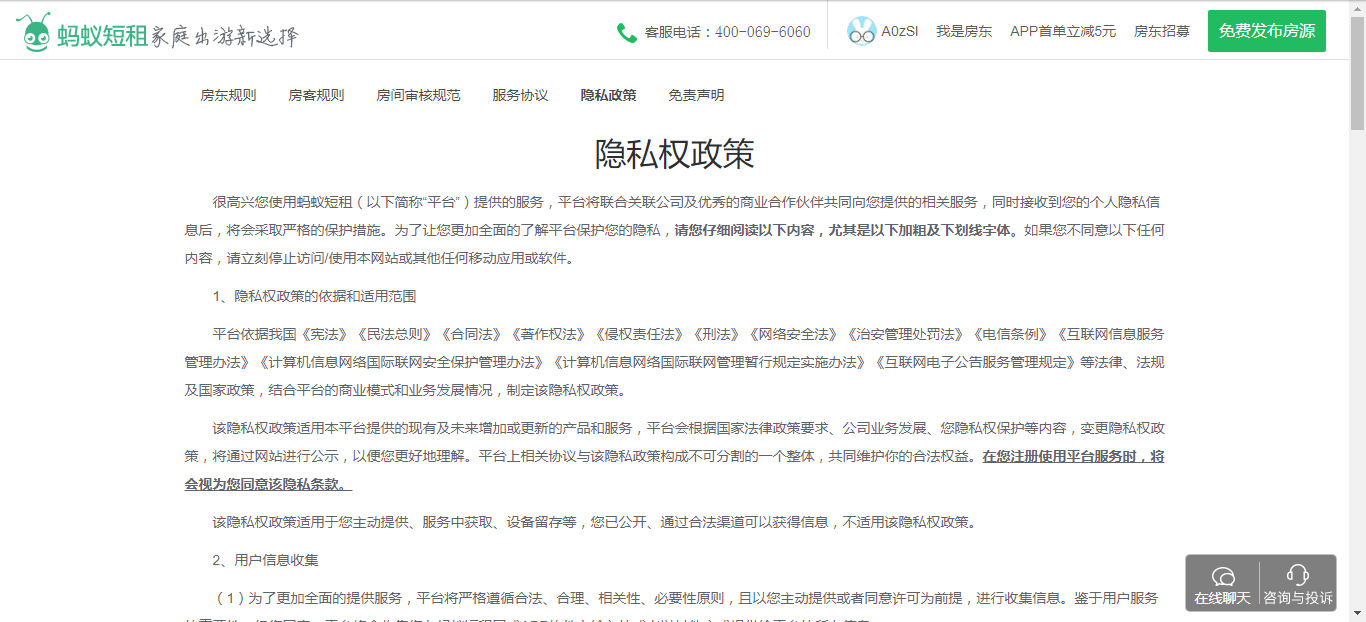 蚂蚁短租 家庭出游新选择
客服电话：400-069-6060 A0zSI 我是房东 APP首单立减5元 房东招募 免费发布房源
房东规则 房客规则 房间审核规范 服务协议 隐私政策 免责声明
隐私权政策
很高兴您使用蚂蚁短租（以下简称“平台”）提供的服务，平台将联合关联公司及优秀的商业合作伙伴共同向您提供的相关服务，同时接收到您的个人隐私信
息后，将会采取严格的保护措施。为了让您更加全面的了解平台保护您的隐私，请您仔细阅读以下内容，尤其是以下加粗及下划线字体。如果您不同意以下任何
内容，请立刻停止访问/使用本网站或其他任何移动应用或软件。
1、隐私权政策的依据和适用范围
平台依据我国《宪法》《民法总则》《合同法》《著作权法》《侵权责任法》《刑法》《网络安全法》《治安管理处罚法》《电信条例》《互联网信息服务
管理办法》《计算机信息网络国际联网安全保护管理办法》《计算机信息网络国际联网管理暂行规定实施办法》《互联网电子公告服务管理规定》等法律、法规
及国家政策，结合平台的商业模式和业务发展情况，制定该隐私权政策。
该隐私权政策适用本平台提供的现有及未来增加或更新的产品和服务，平台会根据国家法律政策要求、公司业务发展、您隐私权保护等内容，变更隐私权政
策，将通过网站进行公示，以便您更好地理解。平台上相关协议与该隐私政策构成不可分割的一个整体，共同维护你的合法权益。在您注册使用平台服务时，将
会视为您同意该隐私条款。
该隐私权政策适用于您主动提供、服务中获取、设备留存等，您已公开、通过合法渠道可以获得信息，不适用该隐私权政策。
2、用户信息收集
（1）为了更加全面的提供服务，平台将严格遵循合法、合理、相关性、必要性原则，且以您主动提供或者同意许可为前提，进行收集信息。鉴于用户服务
在线聊天 咨询与投诉